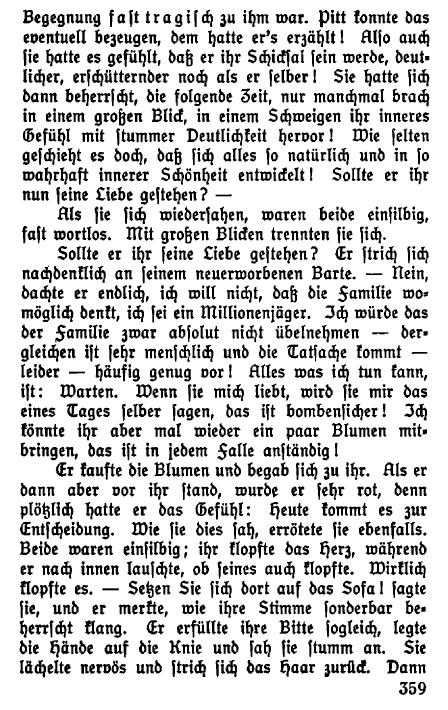 Begegnung fast tragisch zu ihm war. Pitt konnte das
eventuell bezeugen, dem hatte er's erzählt! Also auch
sie hatte es gefühlt, daß er ihr Schicksal sein werde, deut-
licher, erschütternder noch als er selber! Sie hatte sich
dann beherrscht, die folgende Zeit, nur manchmal brach
in einem großen Blick, in einem Schweigen ihr inneres
Gefühl mit stummer Deutlichkeit hervor! Wie selten
geschieht es doch, daß sich alles so natürlich und in so
wahrhaft innerer Schönheit entwickelt! Sollte er ihr
nun seine Liebe gestehen? —
Als sie sich wiedersahen, waren beide einsilbig,
fast wortlos. Mit großen Blicken trennten sie sich.
Sollte er ihr seine Liebe gestehen? Er strich sich
nachdenklich an seinem neuerworbenen Barte. — Nein,
dachte er endlich, ich will nicht, daß die Familie wo-
möglich denkt, ich sei ein Millionenjäger. Ich würde das
der Familie zwar absolut nicht übelnehmen — der-
gleichen ist sehr menschlich und die Tatsache kommt —
leider — häufig genug vor! Alles was ich tun kann,
ist: Warten. Wenn sie mich liebt, wird sie mir das
eines Tages selber sagen, das ist bombensicher! Ich
könnte ihr aber mal wieder ein paar Blumen mit-
bringen, das ist in jedem Falle anständig!
Er kaufte die Blumen und begab sich zu ihr. Als er
dann aber vor ihr stand, wurde er sehr rot, denn
plötzlich hatte er das Gefühl: Heute kommt es zur
Entscheidung. Wie sie dies sah, errötete sie ebenfalls.
Beide waren einsilbig; ihr klopfte das Herz, während
er nach innen lauschte, ob seines auch klopfte. Wirklich
klopfte es. — Setzen Sie sich dort auf das Sofa! sagte
sie, und er merkte, wie ihre Stimme sonderbar be-
herrscht klang. Er erfüllte ihre Bitte sogleich, legte
die Hände auf die Knie und sah sie stumm an. Sie
lächelte nervös und strich sich das Haar zurück. Dann
359